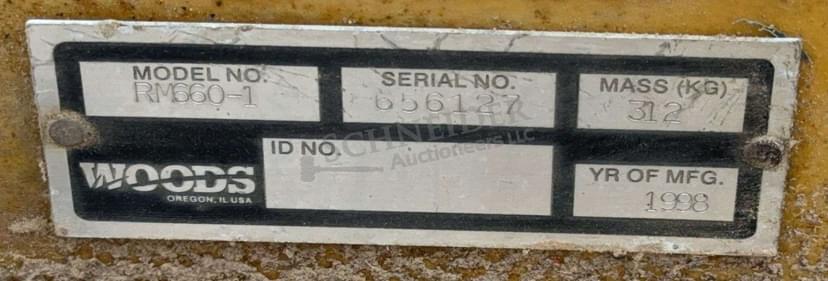 MODEL NO.
RM660-1
SERIAL NO.
656127
MASS (KG)
312
WOODS
OREGON, IL USA
ID NO.
YR OF MFG.
1998
SCHNEIDER
Auctioneers LLC